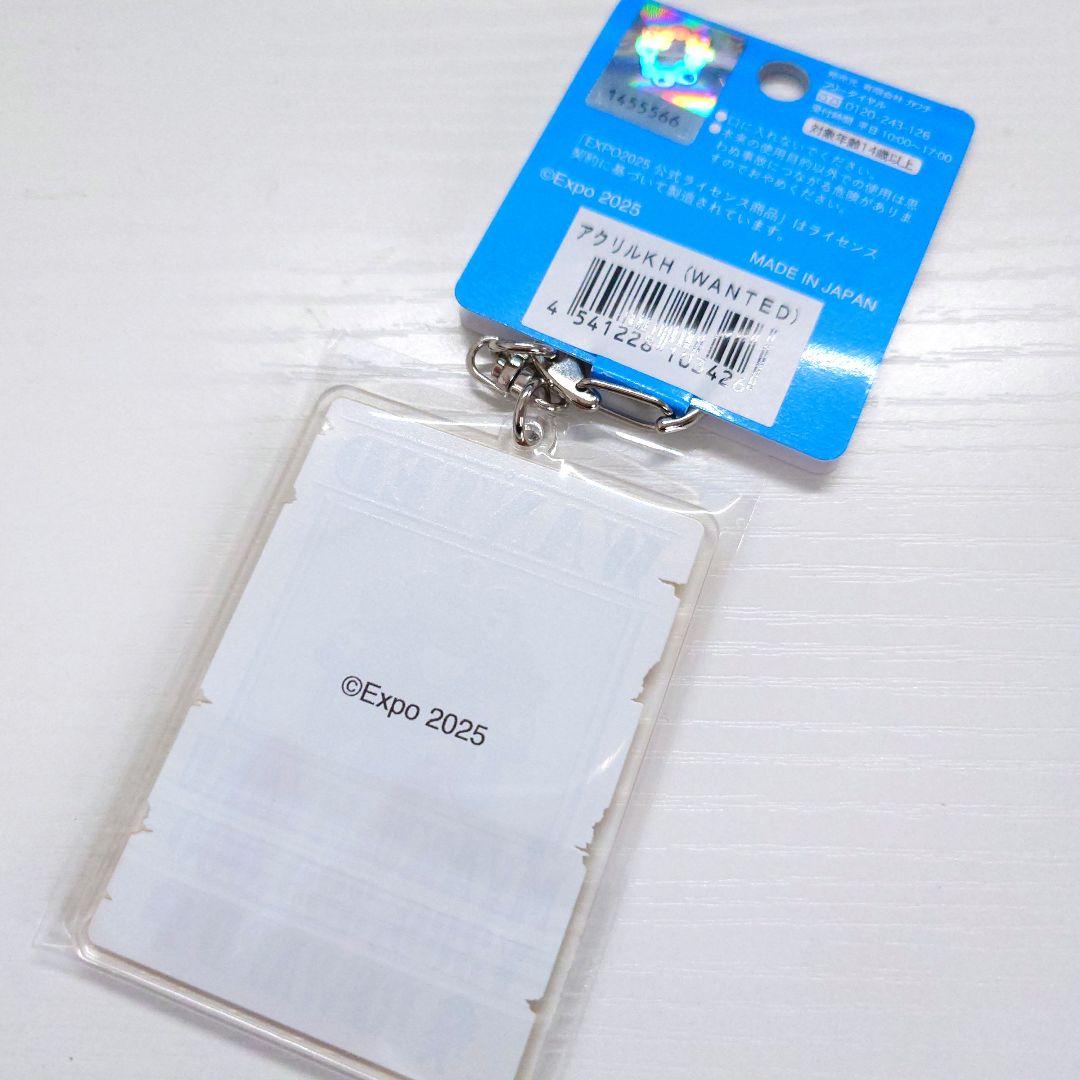 1455566
発売元 有限会社 カワナ
フリーダイヤル
0120-243-126
受付時間 平日 10:00~17:00
対象年齢14歳以上
●口に入れないでください。
●本来の使用目的以外での使用は思
わぬ事故につながる危険がありま
すのでおやめください。
「EXPO2025 公式ライセンス商品」はライセンス
契約に基づいて製造されています。
©Expo 2025
MADE IN JAPAN
アクリルKH (WANTED)
4 541228 103426
©Expo 2025